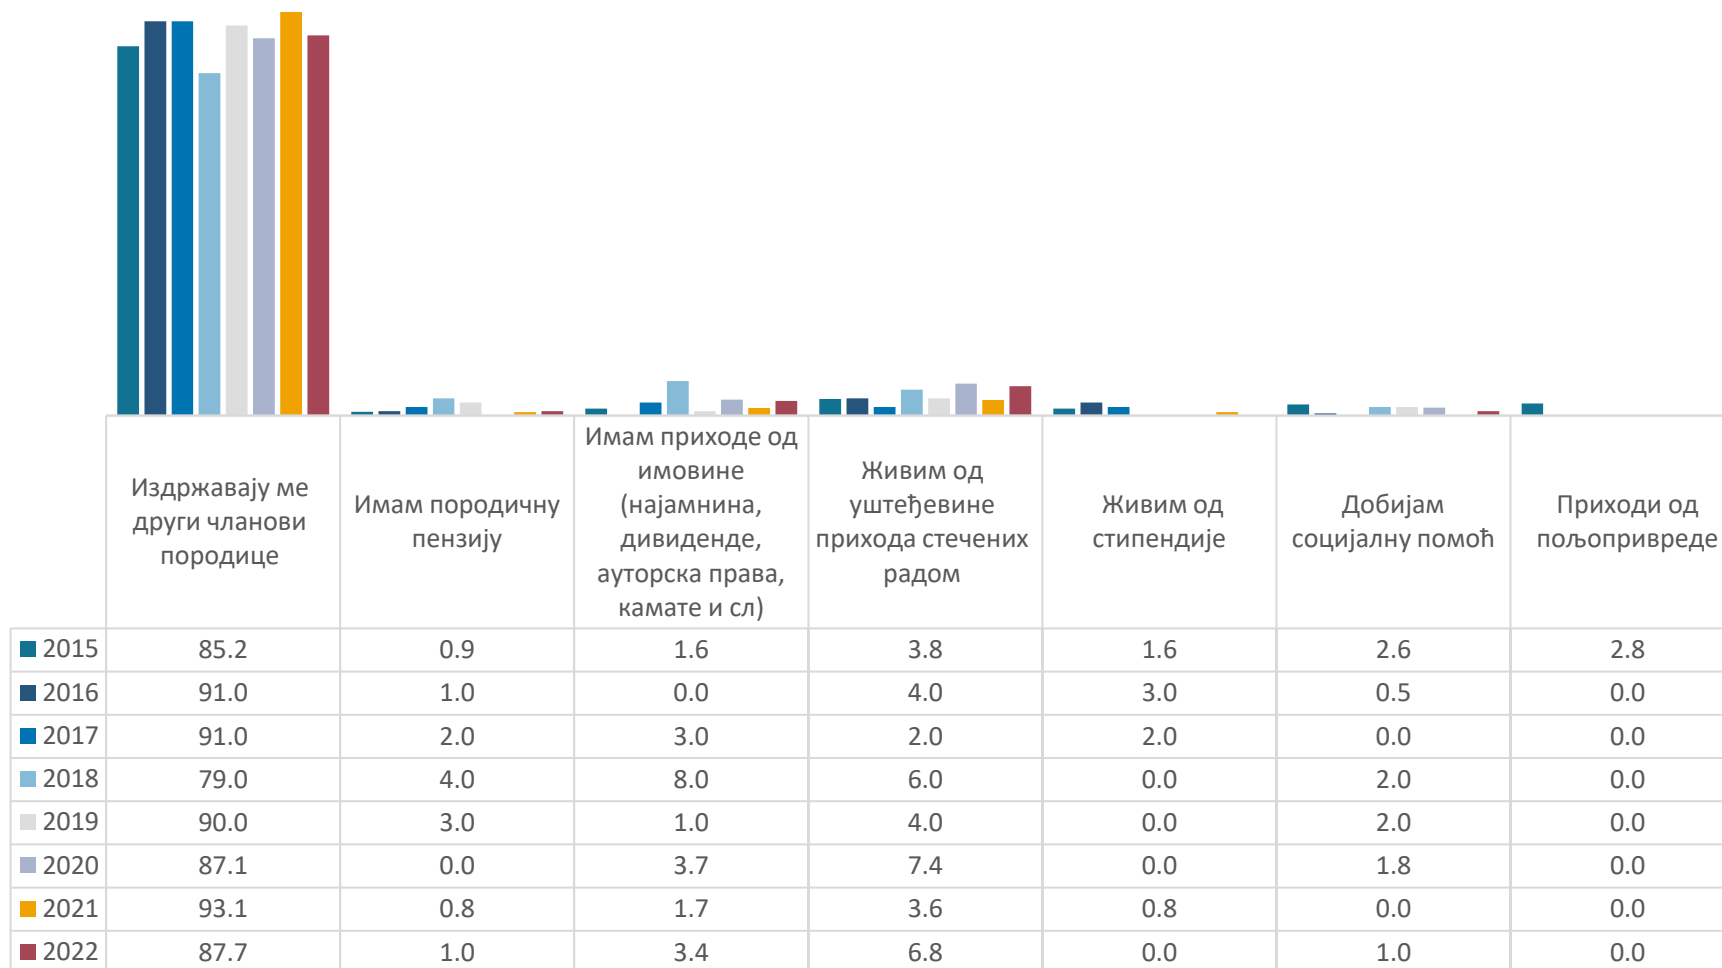 Издржавају ме
други чланови
породице
Имам породичну
пензију
Имам приходе од
имовине
(најамнина,
дивиденде,
ауторска права,
камате и сл)
Живим од
уштеђевине
прихода стечених
радом
Живим од
стипендије
Добијам
социјалну помоћ
Приходи од
пољопривреде
2015 85.2 0.9 1.6 3.8 1.6 2.6 2.8
2016 91.0 1.0 0.0 4.0 3.0 0.5 0.0
2017 91.0 2.0 3.0 2.0 2.0 0.0 0.0
2018 79.0 4.0 8.0 6.0 0.0 2.0 0.0
2019 90.0 3.0 1.0 4.0 0.0 2.0 0.0
2020 87.1 0.0 3.7 7.4 0.0 1.8 0.0
2021 93.1 0.8 1.7 3.6 0.8 0.0 0.0
2022 87.7 1.0 3.4 6.8 0.0 1.0 0.0